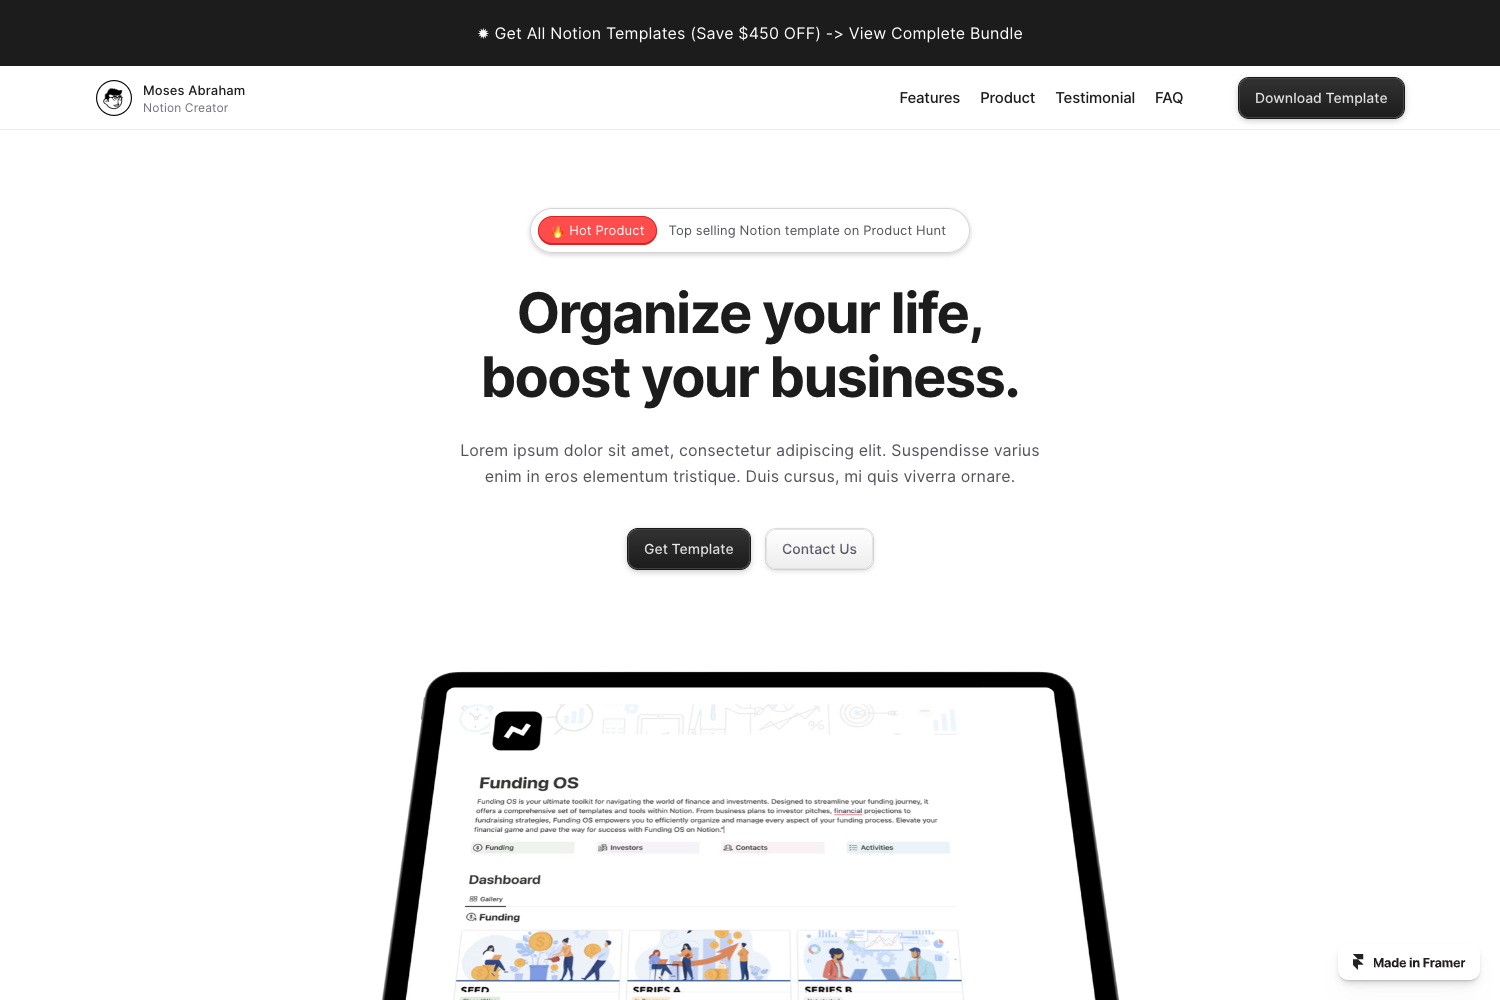 ✹ Get All Notion Templates (Save $450 OFF) -> View Complete Bundle
Moses Abraham
Notion Creator
Features Product Testimonial FAQ
Download Template
🔥 Hot Product
Top selling Notion template on Product Hunt
Organize your life,
boost your business.
Lorem ipsum dolor sit amet, consectetur adipiscing elit. Suspendisse varius
enim in eros elementum tristique. Duis cursus, mi quis viverra ornare.
Get Template
Contact Us
Funding OS
Funding OS is your ultimate toolkit for navigating the world of finance and investments. Designed to streamline your funding journey, it
offers a comprehensive set of templates and tools within Notion. From business plans to investor pitches, financial projections to
fundraising strategies, Funding OS empowers you to efficiently organize and manage every aspect of your funding process. Elevate your
financial game and pave the way for success with Funding OS on Notion."
Funding Investors Contacts Activities
Dashboard
Gallery
Funding
SEED SERIES A SERIES B
Made in Framer